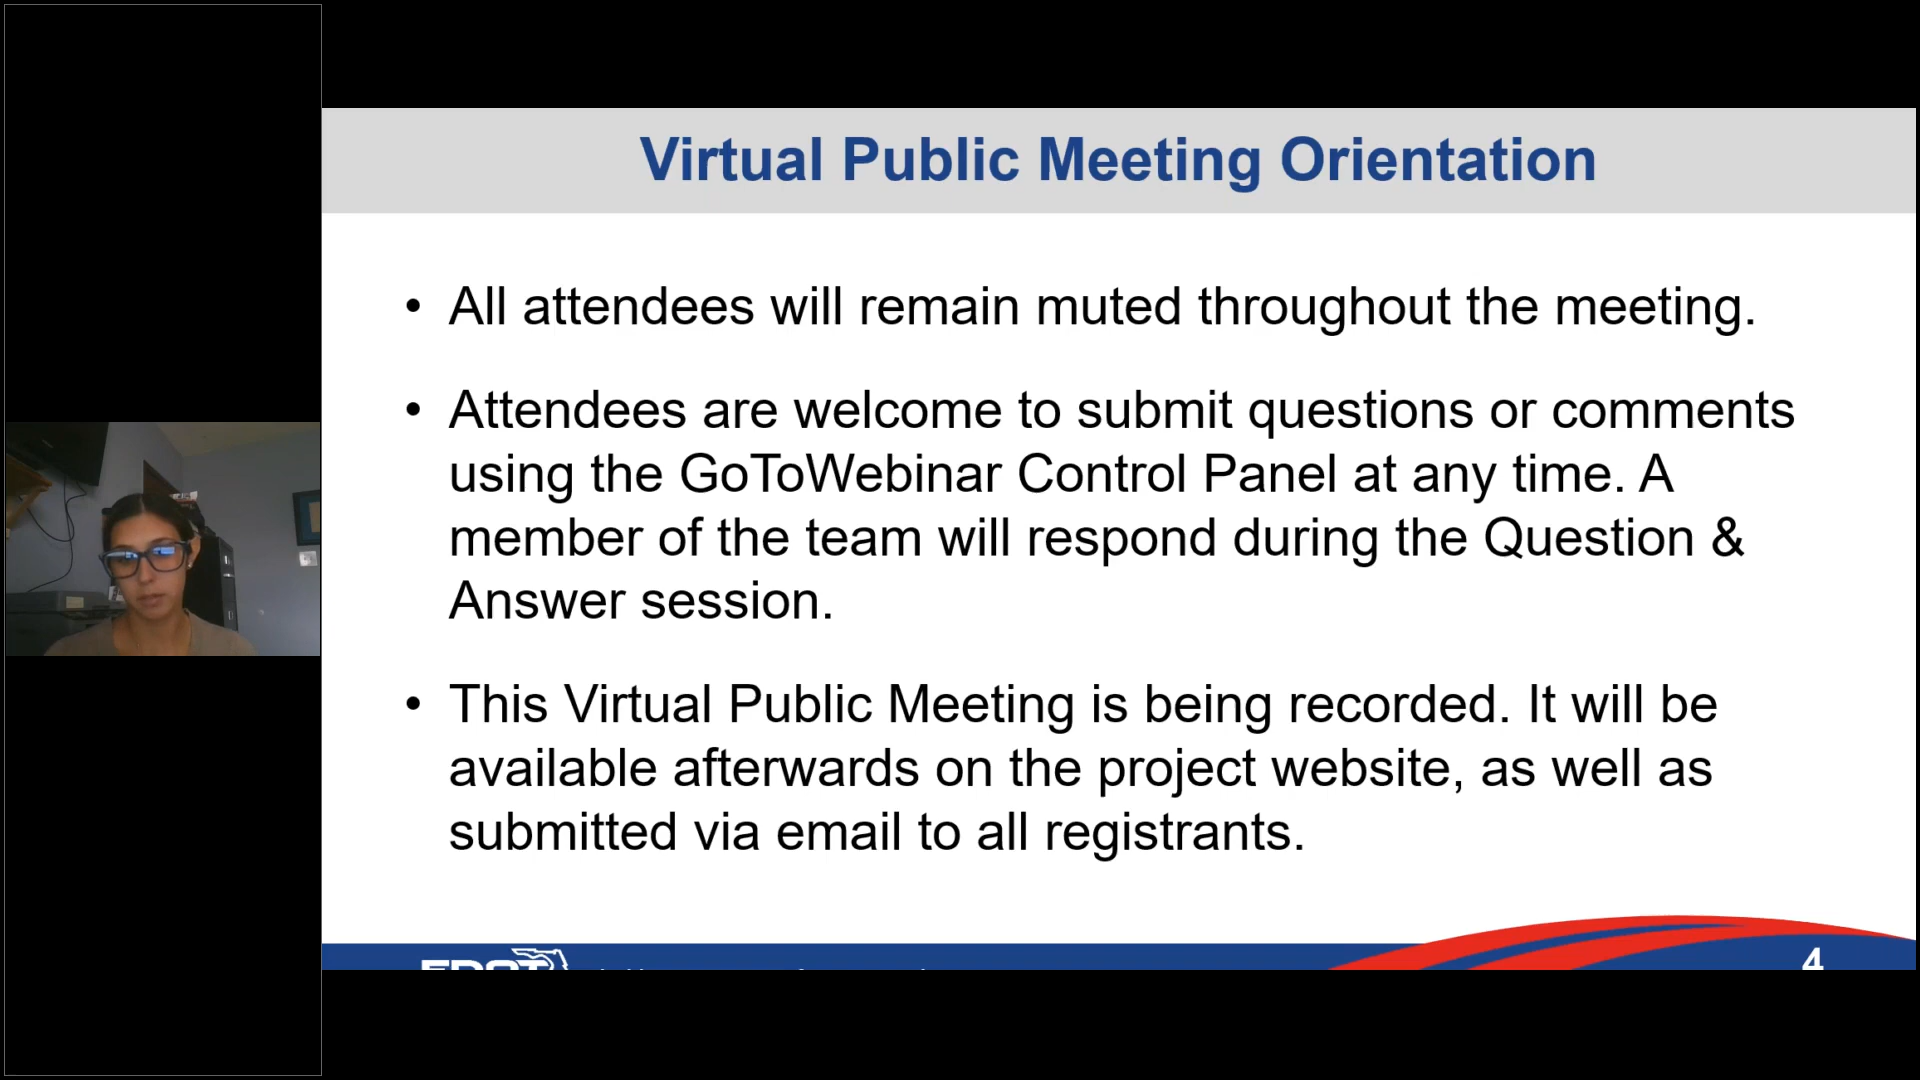 Virtual Public Meeting Orientation
• All attendees will remain muted throughout the meeting.
• Attendees are welcome to submit questions or comments
using the GoToWebinar Control Panel at any time. A
member of the team will respond during the Question &
Answer session.
• This Virtual Public Meeting is being recorded. It will be
available afterwards on the project website, as well as
submitted via email to all registrants.
FDOT
4